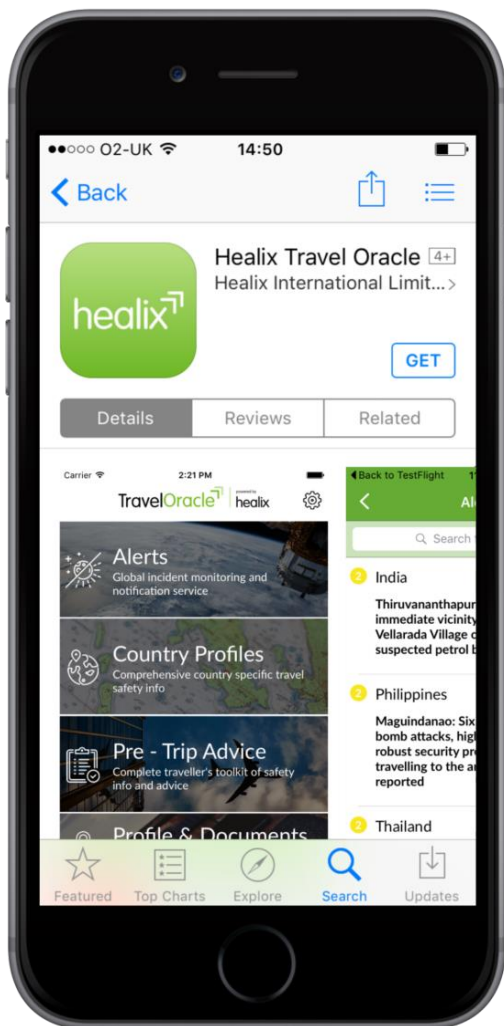 O2-UK
14:50
Back
healix
Healix Travel Oracle 4+
Healix International Limit...>
GET
Details
Reviews
Related
Carrier
2:21 PM
TravelOracle
healix
Alerts
Global incident monitoring and
notification service
Country Profiles
Comprehensive country specific travel
safety info
Pre - Trip Advice
Complete traveller's toolkit of safety
info and advice
Profile & Documents
Back to TestFlight
Search
2 India
Thiruvananthapur
immediate vicinity
Vellarada Village
suspected petrol
2 Philippines
Maguindanao: Six
bomb attacks, hig
robust security pr
travelling to the a
reported
2 Thailand
Featured
Top Charts
Explore
Search
Updates